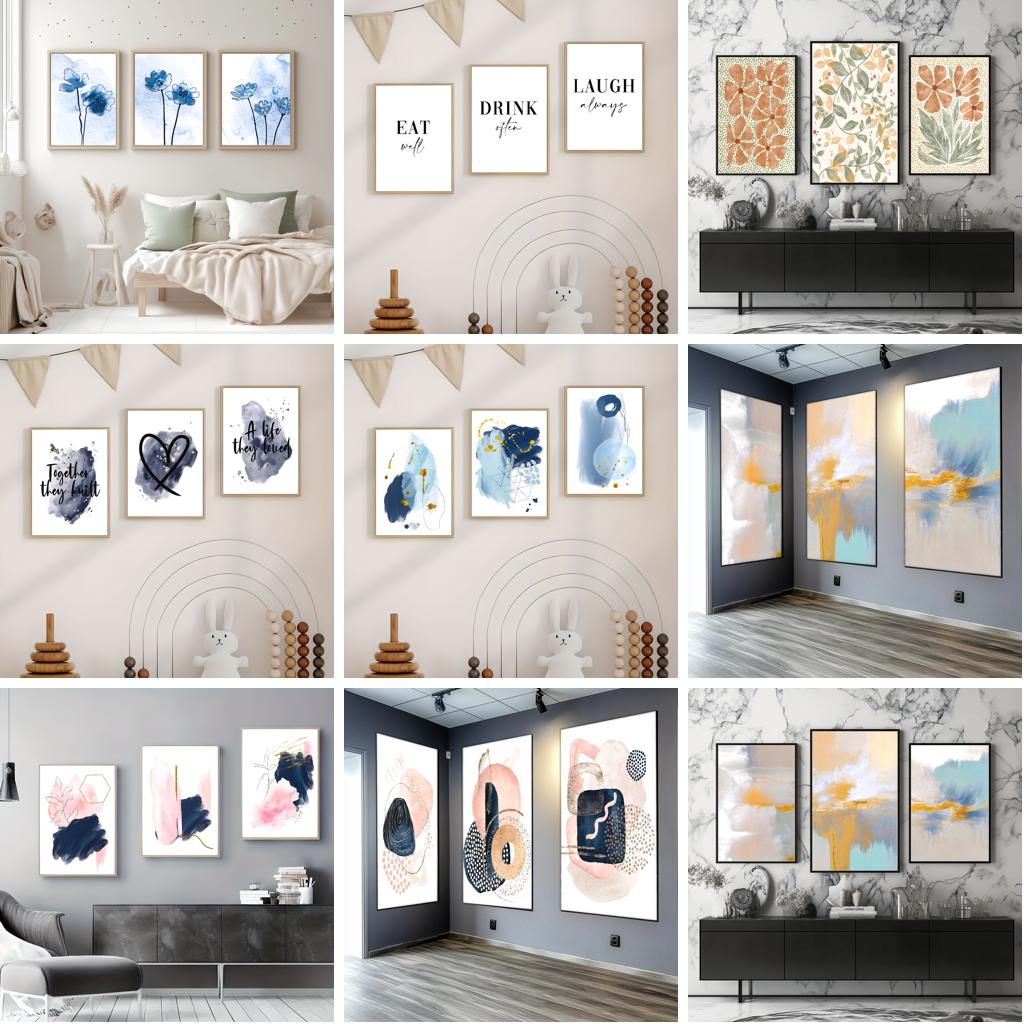 EAT
well
DRINK
often
LAUGH
always
Together
they built
A life
they loved